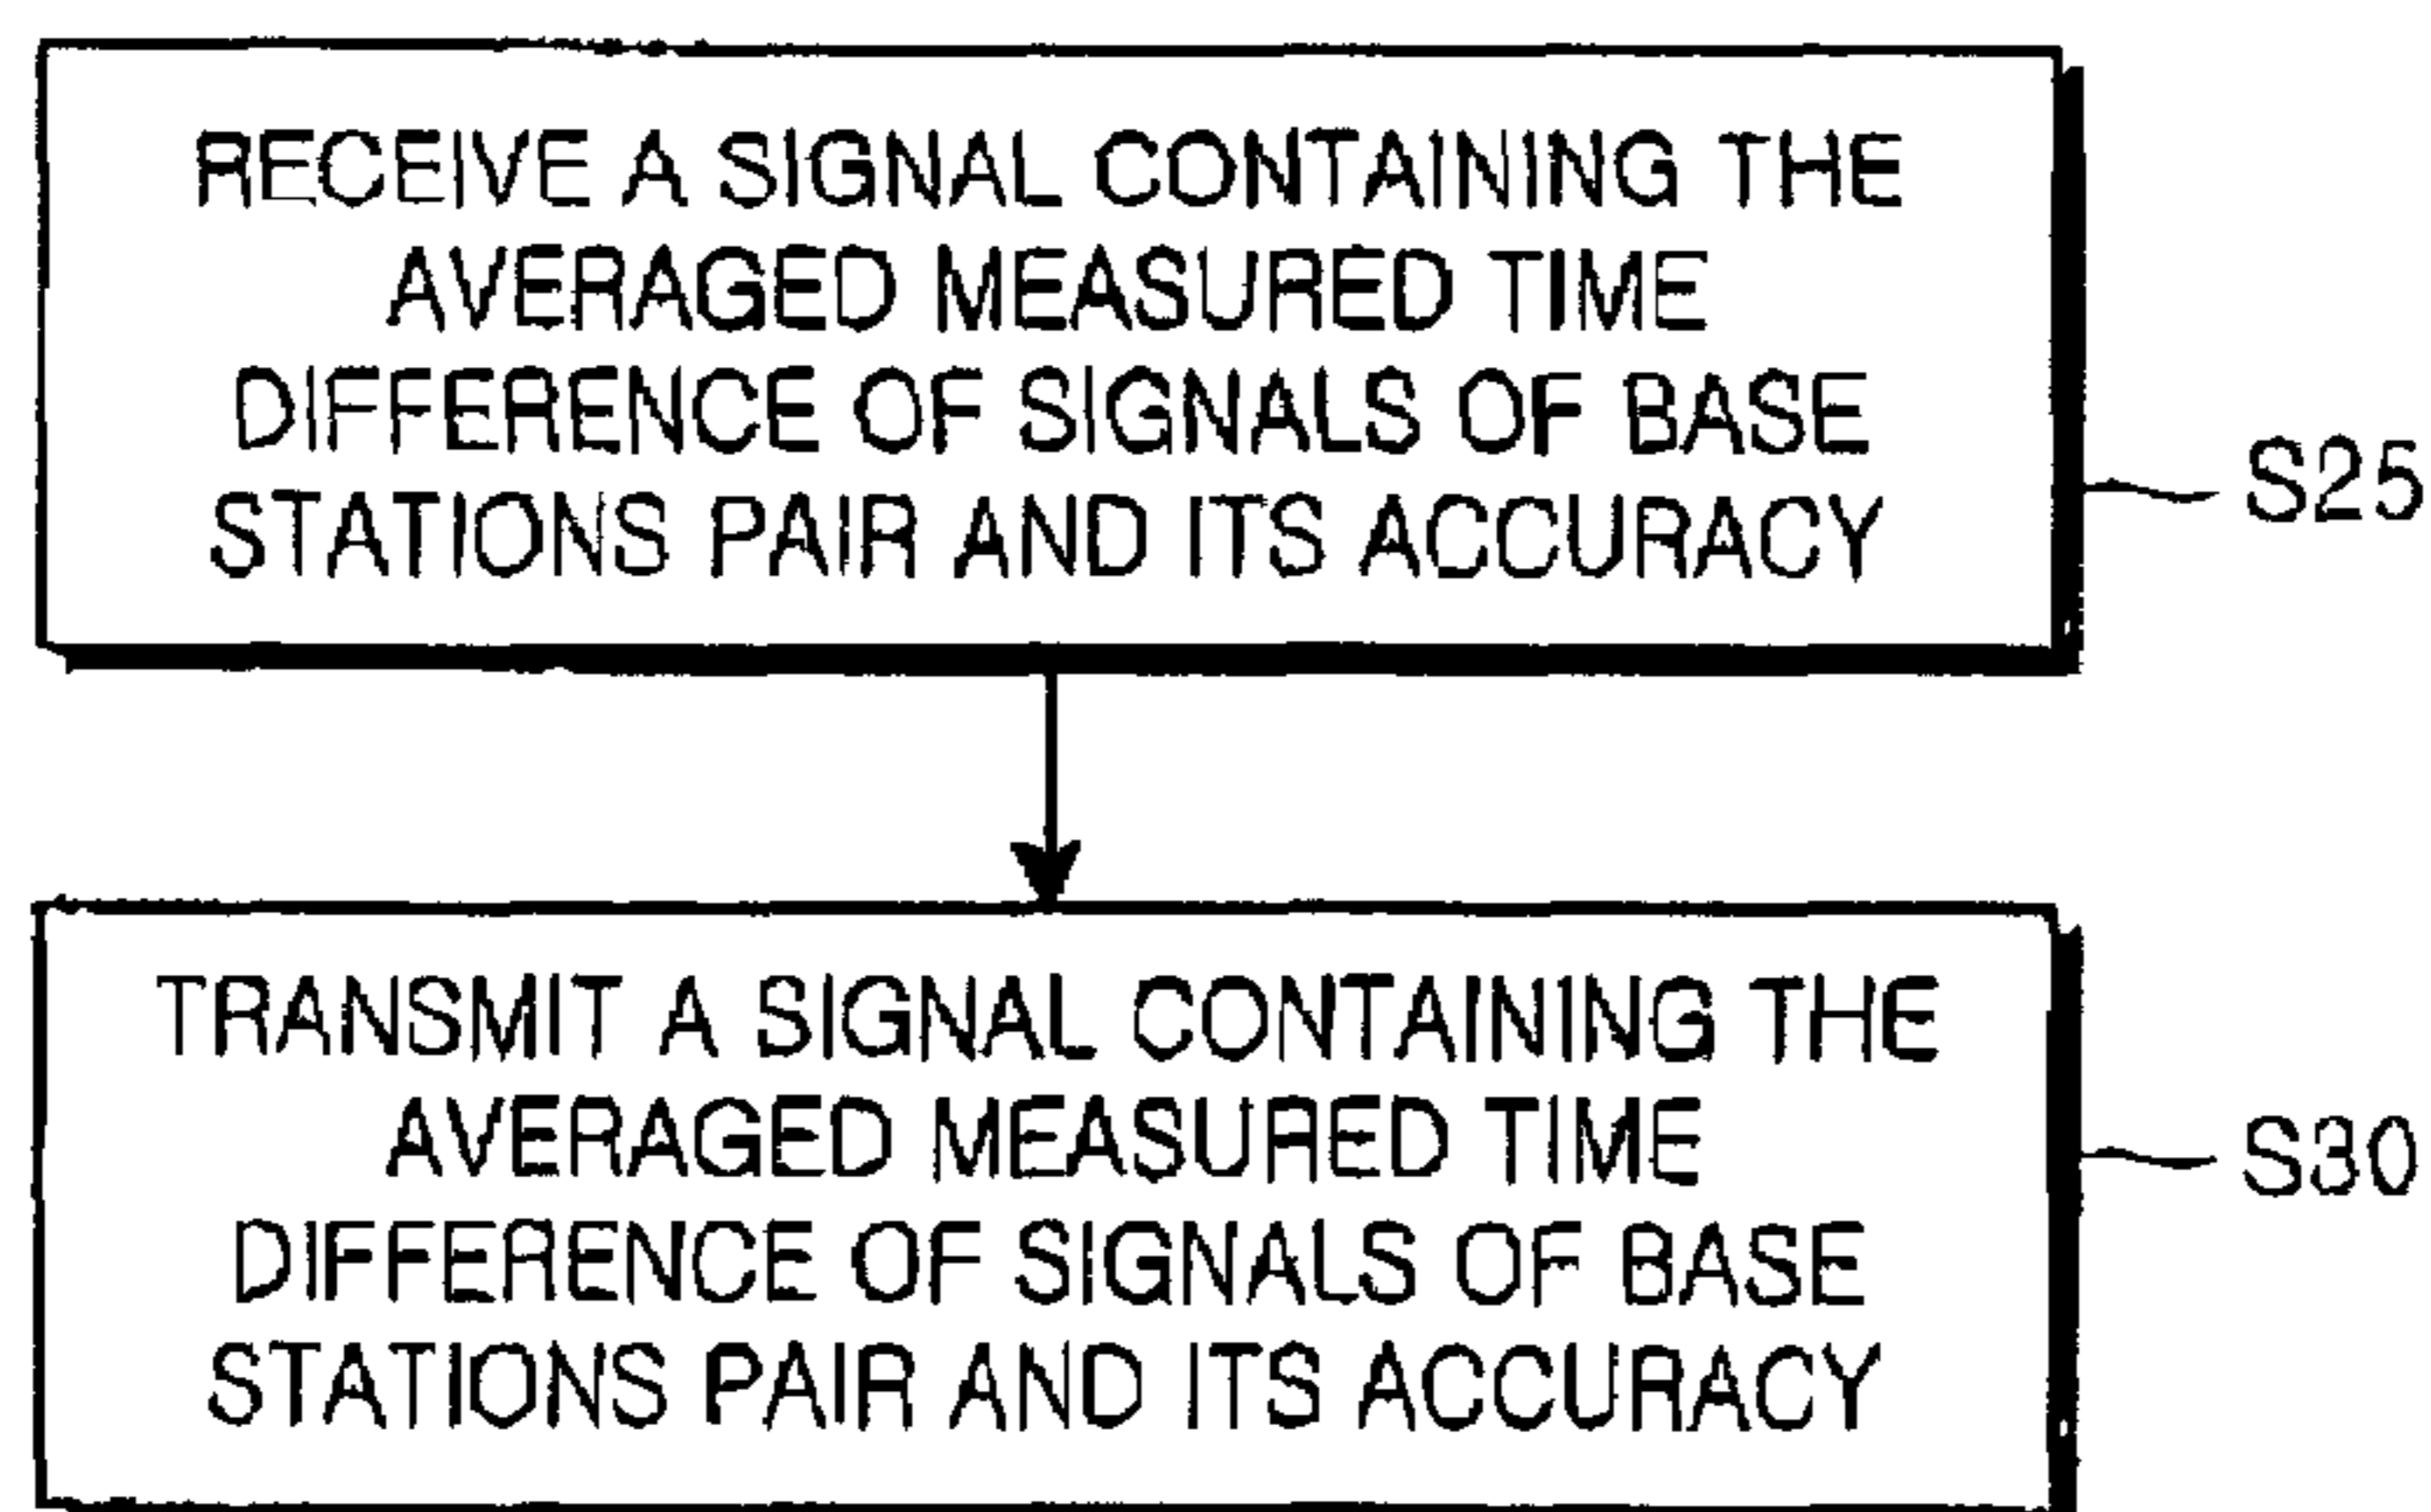 RECEIVE A SIGNAL CONTAINING THE
AVERAGED MEASURED TIME
DIFFERENCE OF SIGNALS OF BASE
STATIONS PAIR AND ITS ACCURACY
S25
TRANSMIT A SIGNAL CONTAINING THE
AVERAGED MEASURED TIME
DIFFERENCE OF SIGNALS OF BASE
STATIONS PAIR AND ITS ACCURACY
S30